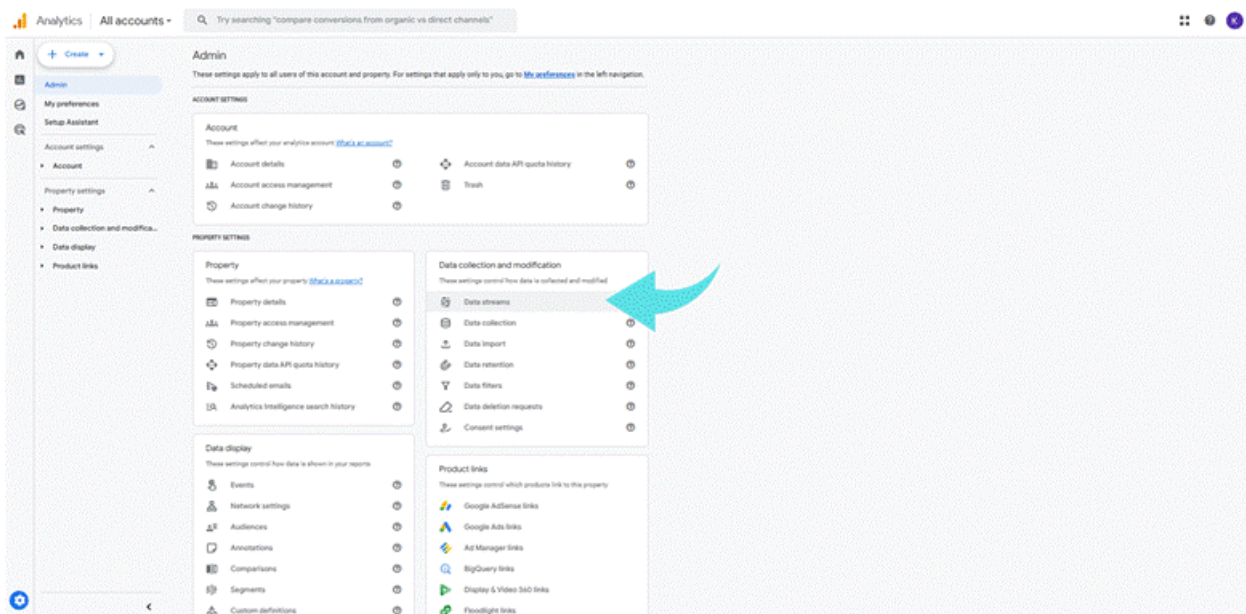 Analytics
All accounts
Try searching "compare conversions from organic vs direct channels"
K
Create
Admin
My preferences
Setup Assistant
Account settings
Account
Property settings
Property
Data collection and modifica...
Data display
Product links
Admin
These settings apply to all users of this account and property. For settings that apply only to you, go to My preferences in the left navigation.
ACCOUNT SETTINGS
Account
These settings affect your analytics account What's an account?
Account details
Account access management
Account change history
Account data API quota history
Trash
PROPERTY SETTINGS
Property
These settings affect your property What's a property?
Property details
Property access management
Property change history
Property data API quota history
Scheduled emails
Analytics Intelligence search history
Data collection and modification
These settings control how data is collected and modified
Data streams
Data collection
Data import
Data retention
Data filters
Data deletion requests
Consent settings
Data display
These settings control how data is shown in your reports
Events
Network settings
Audiences
Annotations
Comparisons
Segments
Custom definitions
Product links
These settings control which products link to this property
Google AdSense links
Google Ads links
Ad Manager links
BigQuery links
Display & Video 360 links
Floodlight links